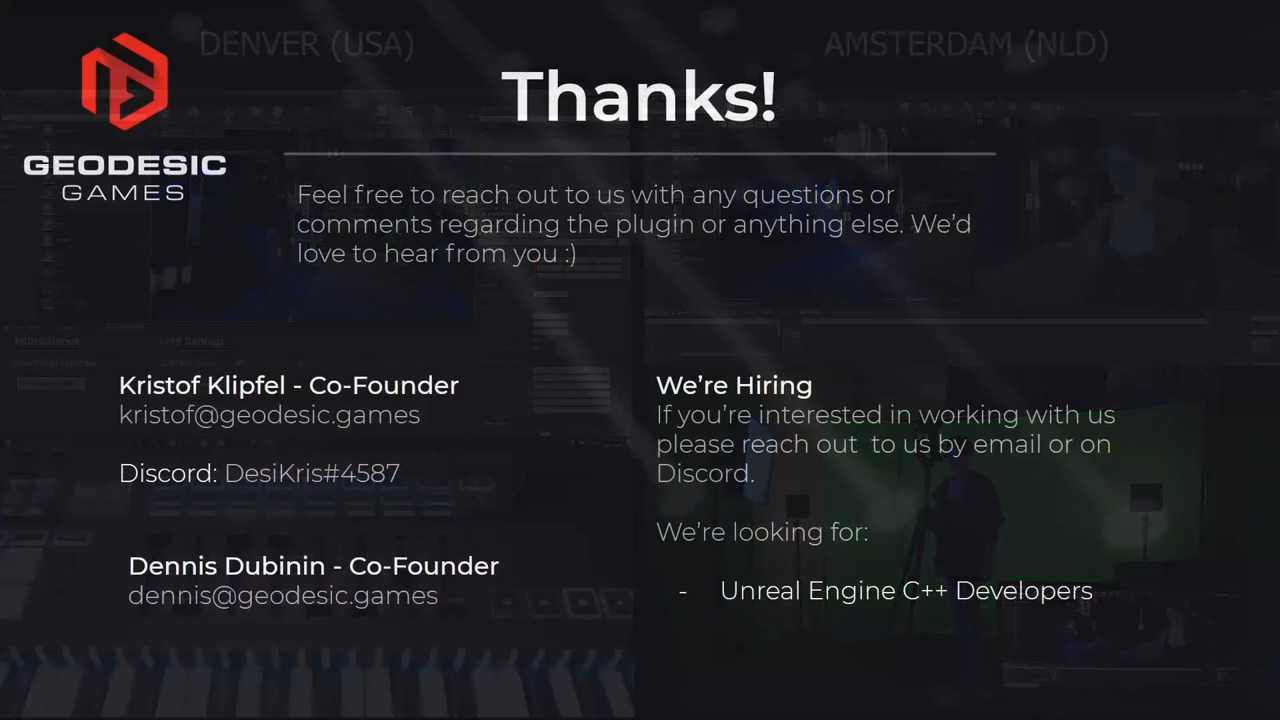 DENVER (USA)
AMSTERDAM (NLD)
Thanks!
GEODESIC
GAMES
Feel free to reach out to us with any questions or
comments regarding the plugin or anything else. We’d
love to hear from you :)
MIDI Settings
DMX Settings
Kristof Klipfel - Co-Founder
kristof@geodesic.games
Discord: DesiKris#4587
Dennis Dubinin - Co-Founder
dennis@geodesic.games
We’re Hiring
If you’re interested in working with us
please reach out  to us by email or on
Discord.
We’re looking for:
- Unreal Engine C++ Developers